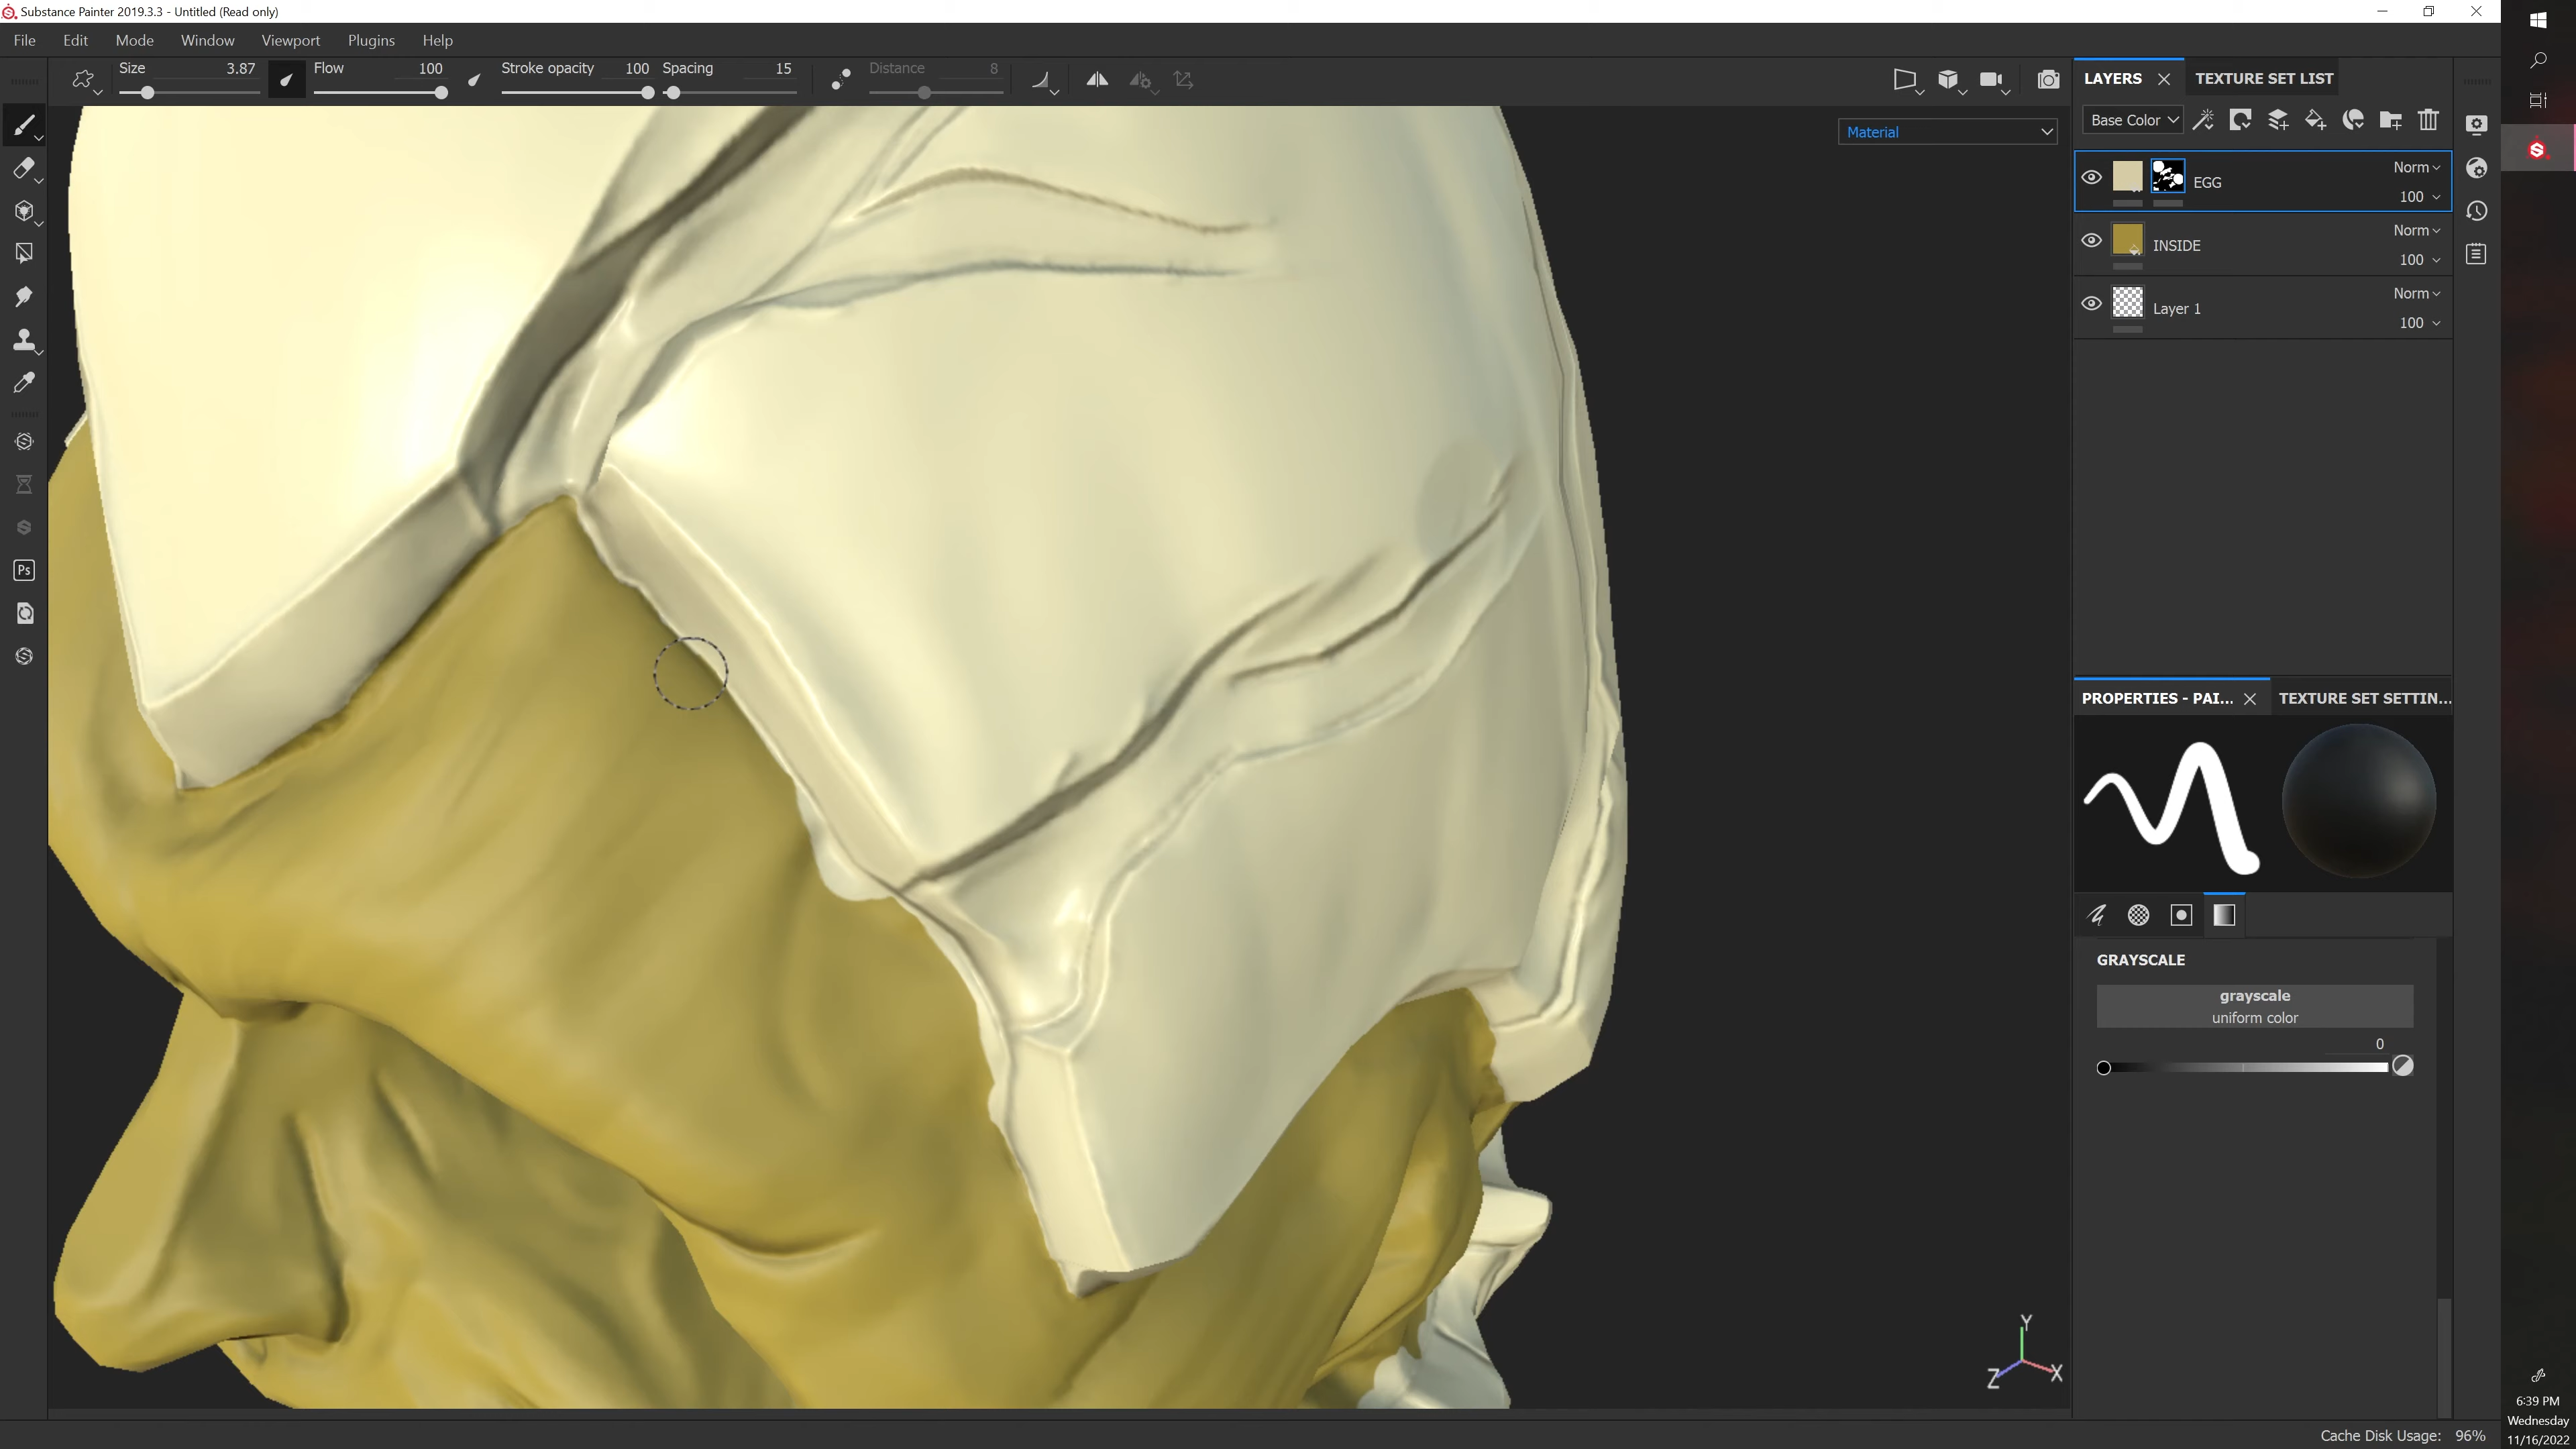 Substance Painter 2019.3.3 - Untitled (Read only)
File Edit Mode Window Viewport Plugins Help
Size 3.87 Flow 100 Stroke opacity 100 Spacing 15 Distance 8
Material
LAYERS TEXTURE SET LIST
Base Color
EGG Norm 100
INSIDE Norm 100
Layer 1 Norm 100
Ps
PROPERTIES - PAI... TEXTURE SET SETTIN...
GRAYSCALE
grayscale
uniform color
0
Y
Z X
6:39 PM
Wednesday
11/16/2022
Cache Disk Usage: 96%